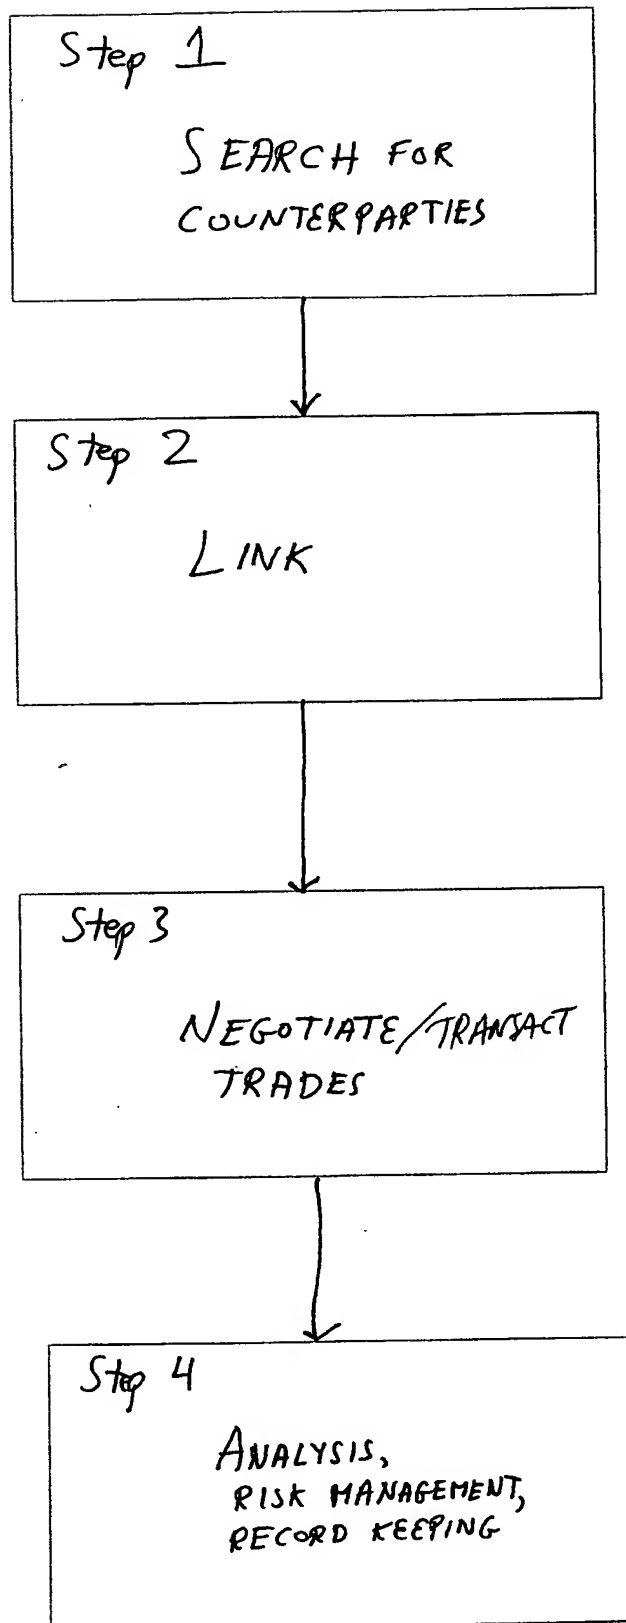 Step 1
SEARCH FOR
COUNTERPARTIES
Step 2
LINK
Step 3
NEGOTIATE/TRANSACT
TRADES
Step 4
ANALYSIS,
RISK MANAGEMENT,
RECORD KEEPING